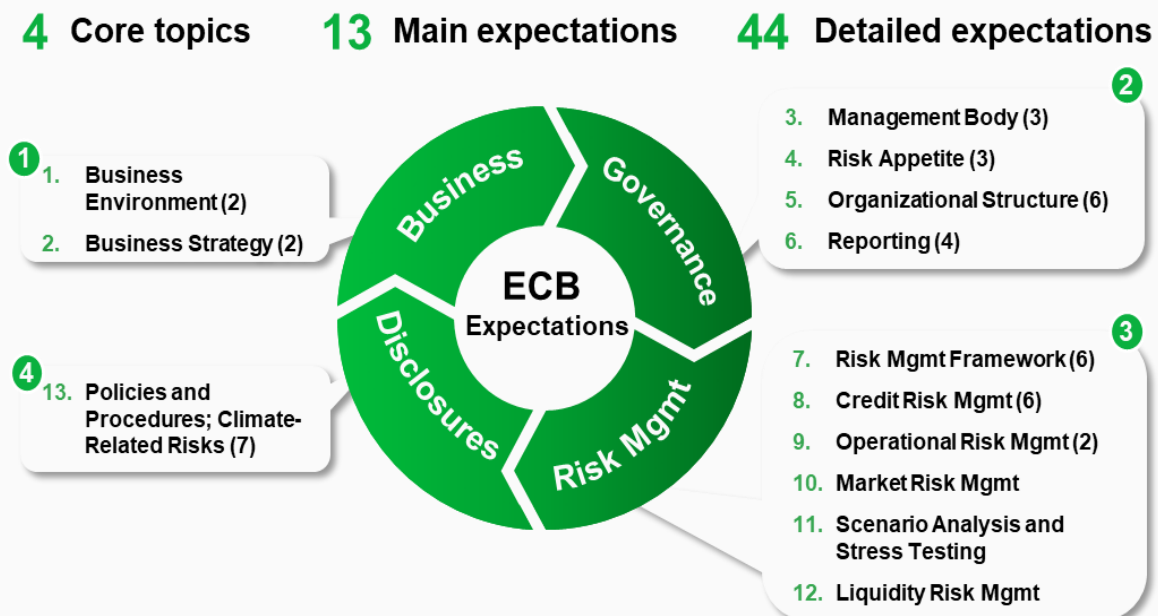 4 Core topics
13 Main expectations
44 Detailed expectations
1
1. Business
Environment (2)
2. Business Strategy (2)
2
3. Management Body (3)
4. Risk Appetite (3)
5. Organizational Structure (6)
6. Reporting (4)
Business
Governance
ECB
Expectations
Disclosures
Risk Mgmt
3
7. Risk Mgmt Framework (6)
8. Credit Risk Mgmt (6)
9. Operational Risk Mgmt (2)
10. Market Risk Mgmt
11. Scenario Analysis and
Stress Testing
12. Liquidity Risk Mgmt
4
13. Policies and
Procedures; Climate-
Related Risks (7)